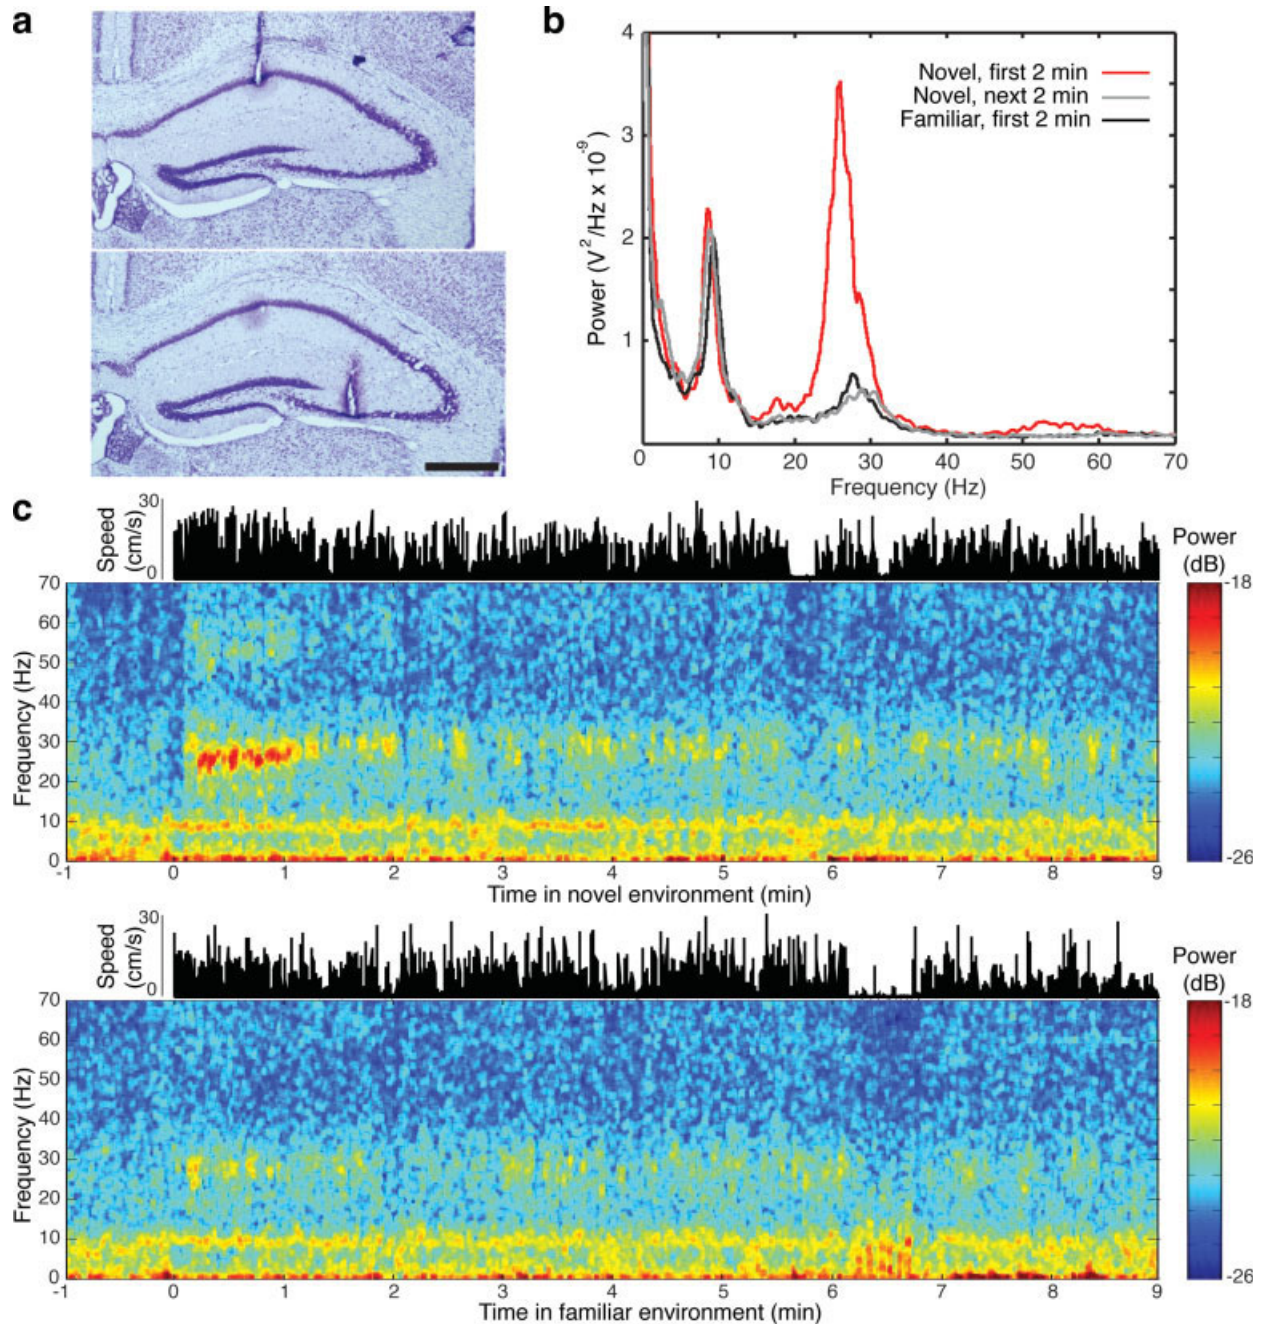 a
b
4
3
2
1
Power (V²/Hz x 10⁻⁹)
Novel, first 2 min
Novel, next 2 min
Familiar, first 2 min
0 10 20 30 40 50 60 70
Frequency (Hz)
c
Speed
(cm/s)
30
0
Power
(dB)
-18
-26
70
60
50
40
30
20
10
0
Frequency (Hz)
-1 0 1 2 3 4 5 6 7 8 9
Time in novel environment (min)
Speed
(cm/s)
30
0
Power
(dB)
-18
-26
70
60
50
40
30
20
10
0
Frequency (Hz)
-1 0 1 2 3 4 5 6 7 8 9
Time in familiar environment (min)